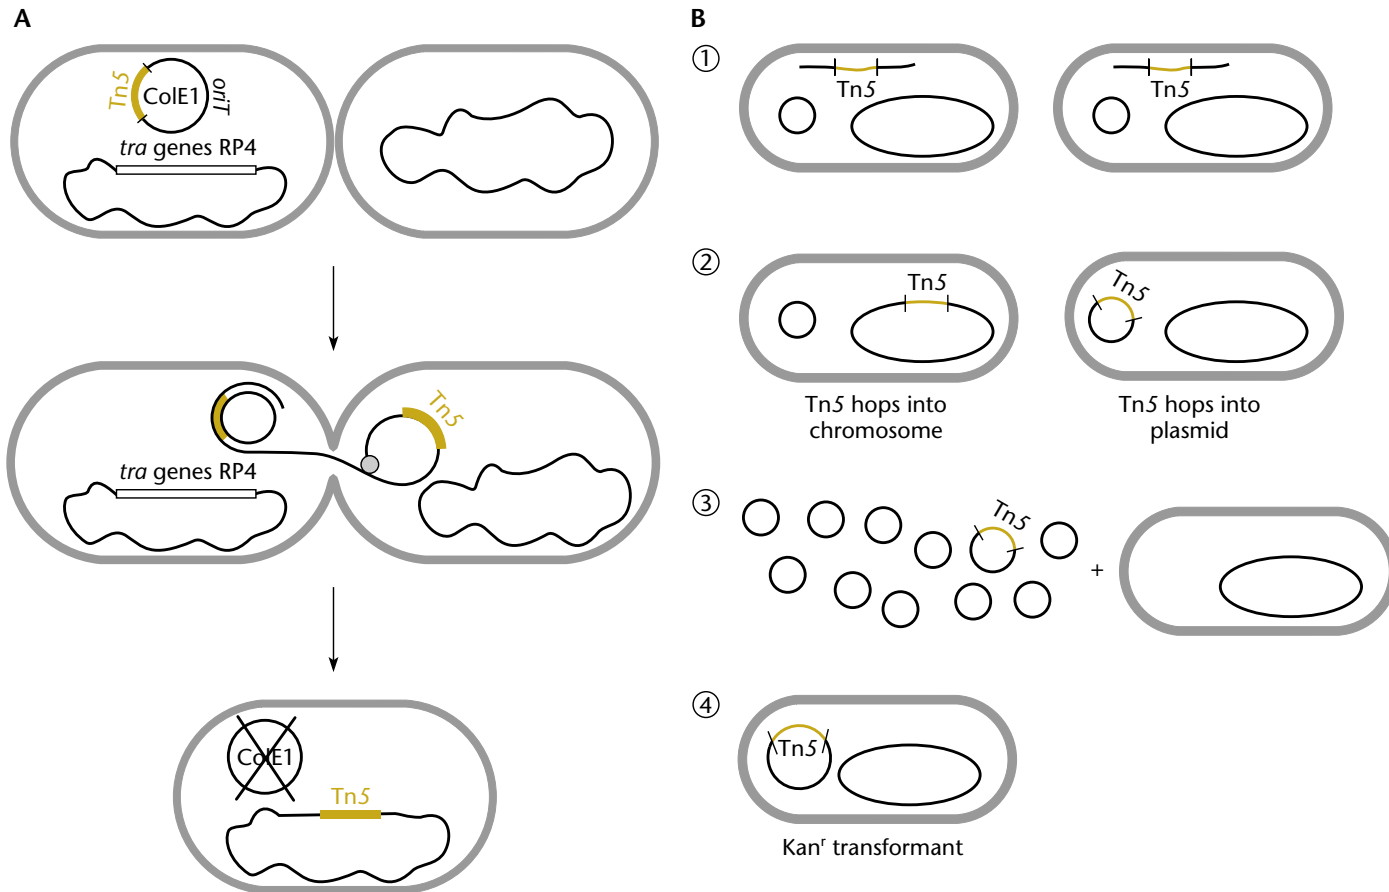 A
Tn5
ColE1
oriT
tra genes RP4
Tn5
tra genes RP4
ColE1
Tn5
B
1
Tn5
Tn5
2
Tn5
Tn5
Tn5 hops into
chromosome
Tn5 hops into
plasmid
3
Tn5
+
4
Tn5
Kanʳ transformant